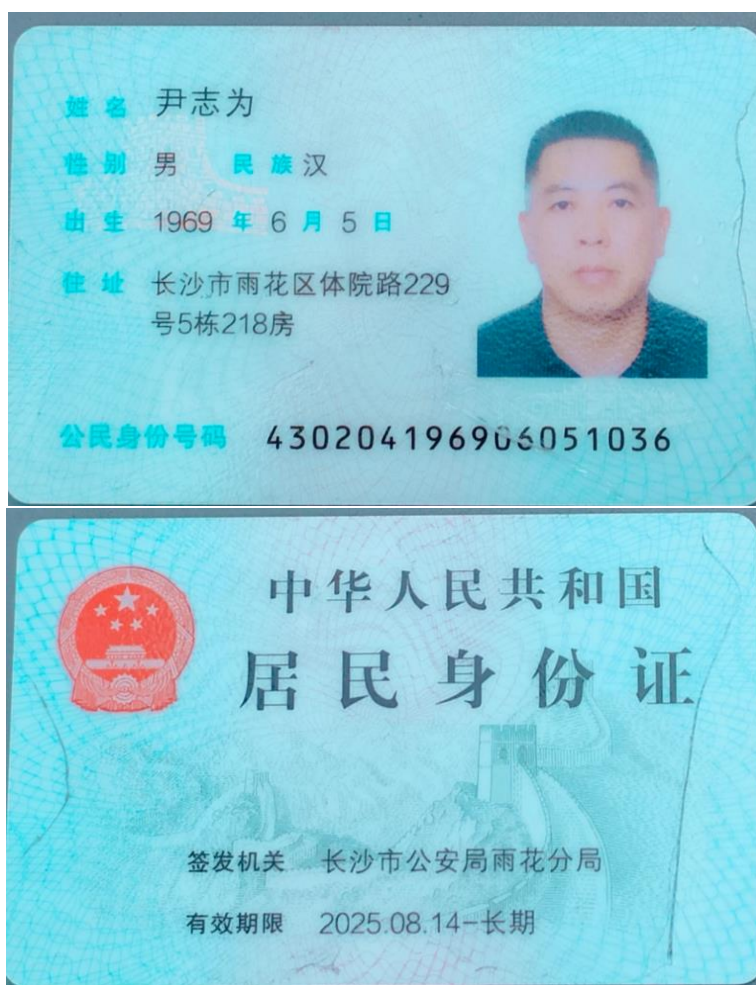 姓名 尹志为
性别 男 民族 汉
出生 1969 年 6 月 5 日
住址 长沙市雨花区体院路229
号5栋218房
公民身份号码 430204196906051036
中华人民共和国
居民身份证
签发机关 长沙市公安局雨花分局
有效期限 2025.08.14-长期